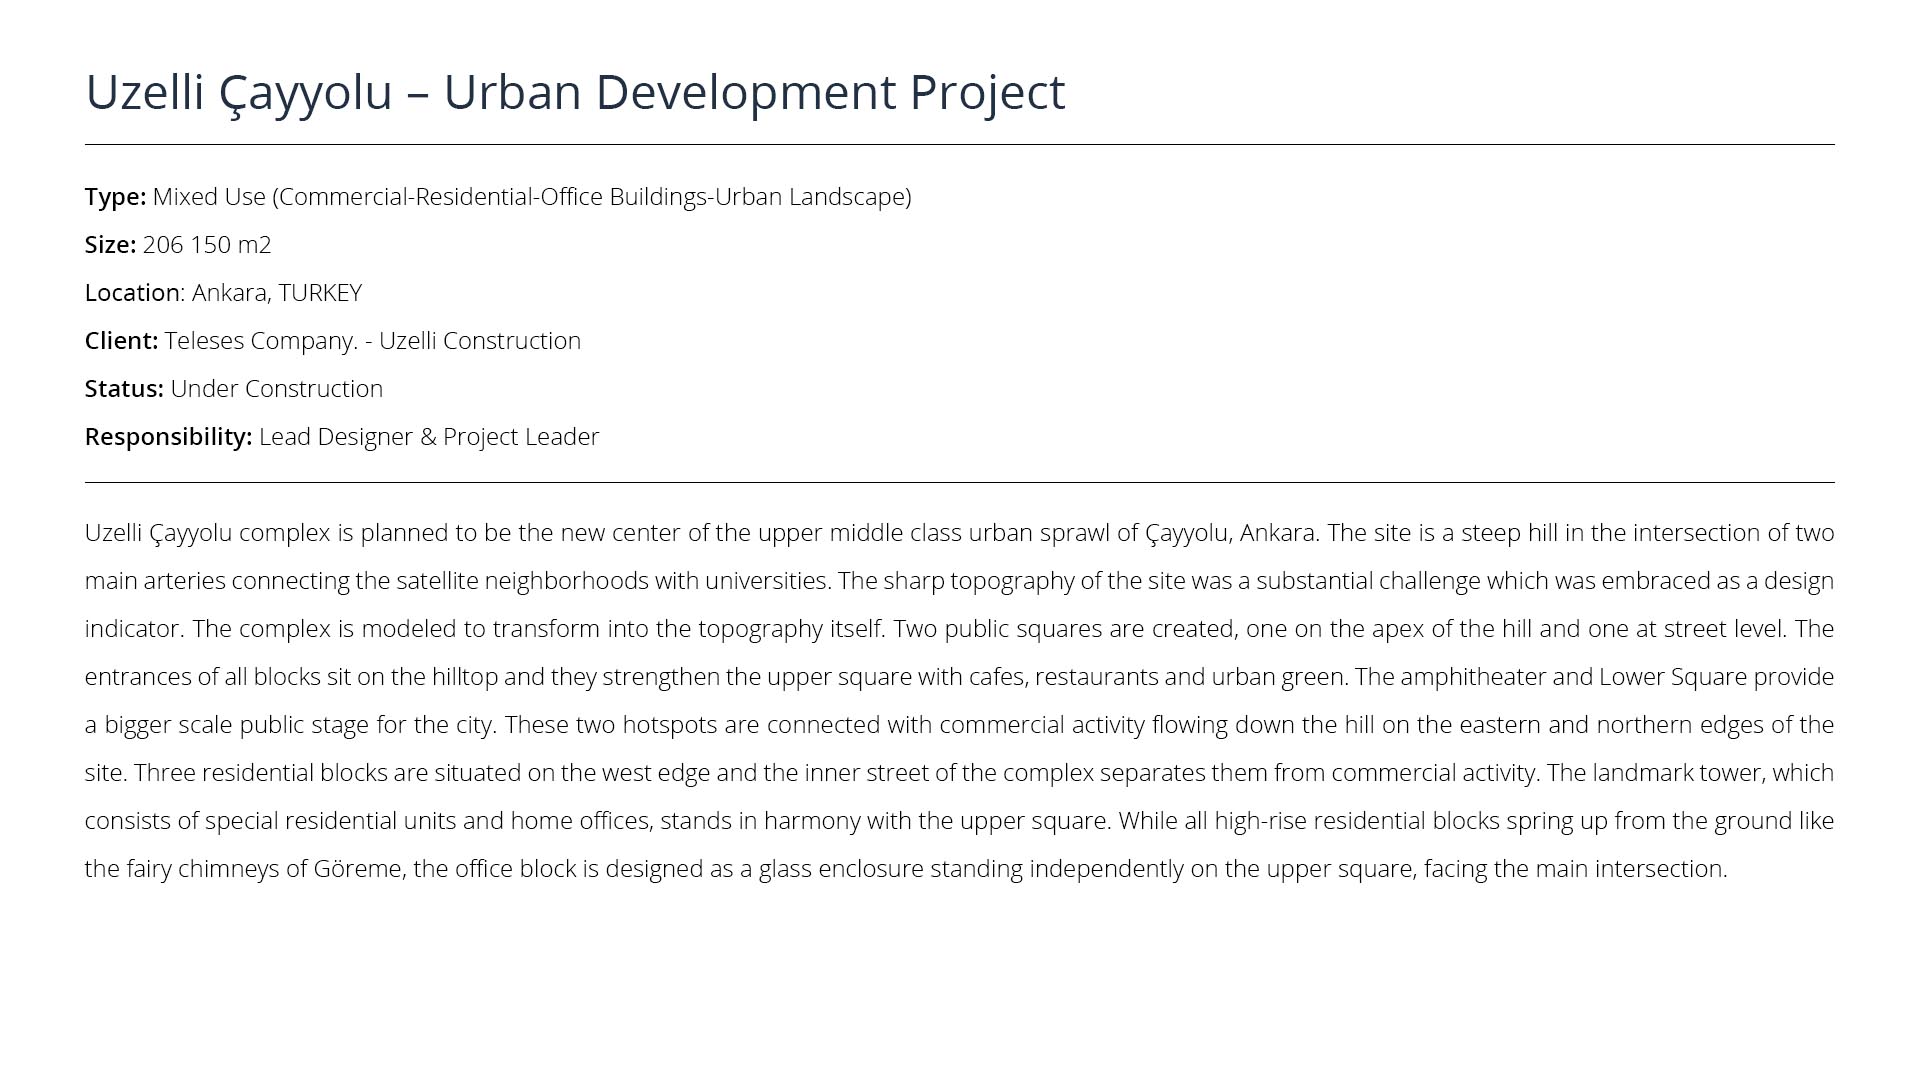 Uzelli Çayyolu – Urban Development Project
Type: Mixed Use (Commercial-Residential-Office Buildings-Urban Landscape)
Size: 206 150 m2
Location: Ankara, TURKEY
Client: Teleses Company. - Uzelli Construction
Status: Under Construction
Responsibility: Lead Designer & Project Leader
Uzelli Çayyolu complex is planned to be the new center of the upper middle class urban sprawl of Çayyolu, Ankara. The site is a steep hill in the intersection of two
main arteries connecting the satellite neighborhoods with universities. The sharp topography of the site was a substantial challenge which was embraced as a design
indicator. The complex is modeled to transform into the topography itself. Two public squares are created, one on the apex of the hill and one at street level. The
entrances of all blocks sit on the hilltop and they strengthen the upper square with cafes, restaurants and urban green. The amphitheater and Lower Square provide
a bigger scale public stage for the city. These two hotspots are connected with commercial activity flowing down the hill on the eastern and northern edges of the
site. Three residential blocks are situated on the west edge and the inner street of the complex separates them from commercial activity. The landmark tower, which
consists of special residential units and home offices, stands in harmony with the upper square. While all high-rise residential blocks spring up from the ground like
the fairy chimneys of Göreme, the office block is designed as a glass enclosure standing independently on the upper square, facing the main intersection.